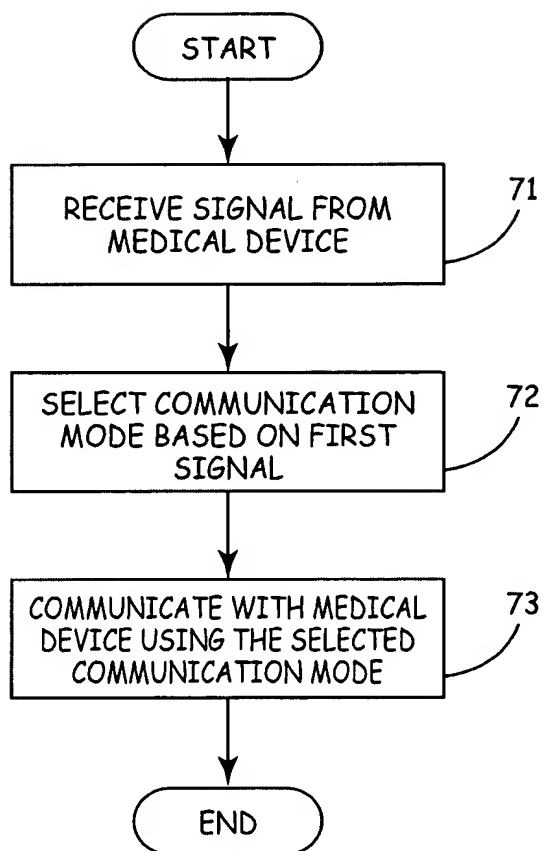 START
RECEIVE SIGNAL FROM
MEDICAL DEVICE
71
SELECT COMMUNICATION
MODE BASED ON FIRST
SIGNAL
72
COMMUNICATE WITH MEDICAL
DEVICE USING THE SELECTED
COMMUNICATION MODE
73
END